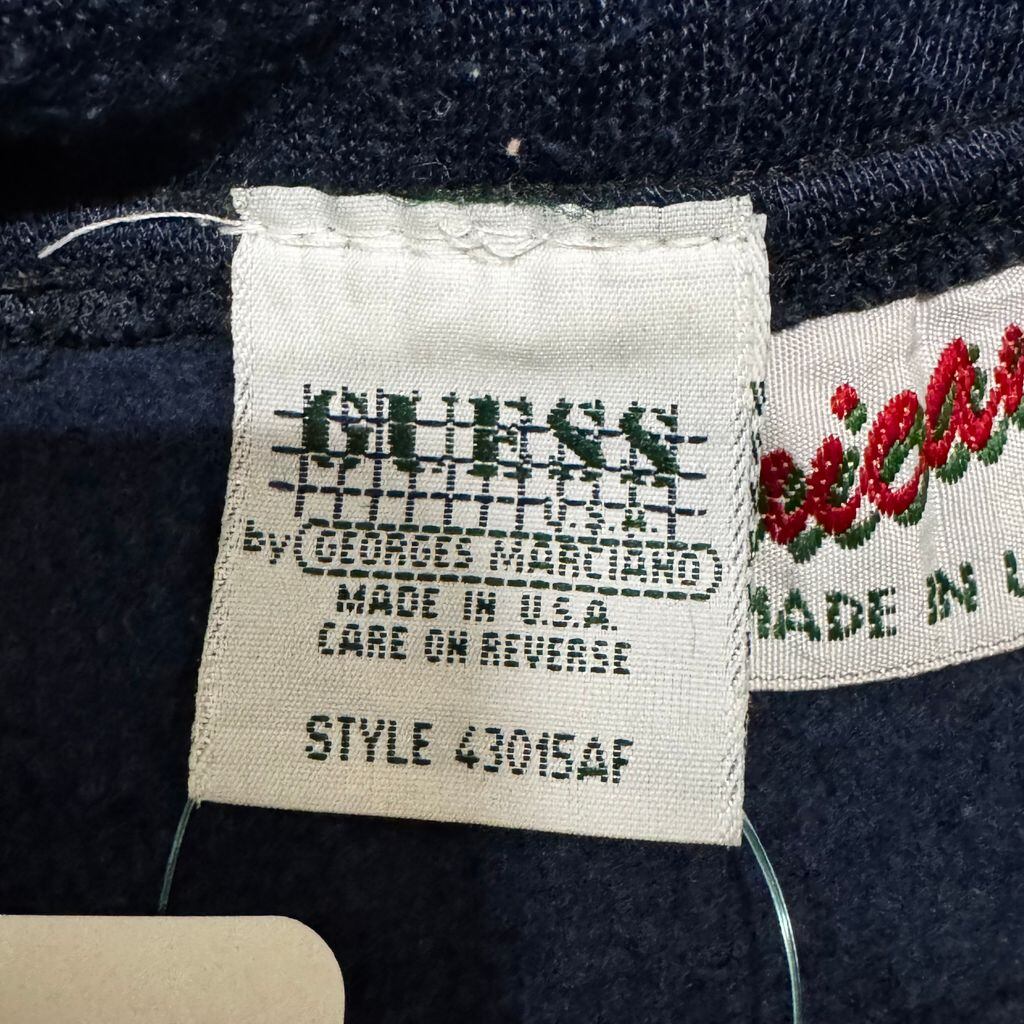 GUESS
U.S.A.
by GEORGES MARCIANO
MADE IN U.S.A.
CARE ON REVERSE
STYLE 43015AF
MADE IN